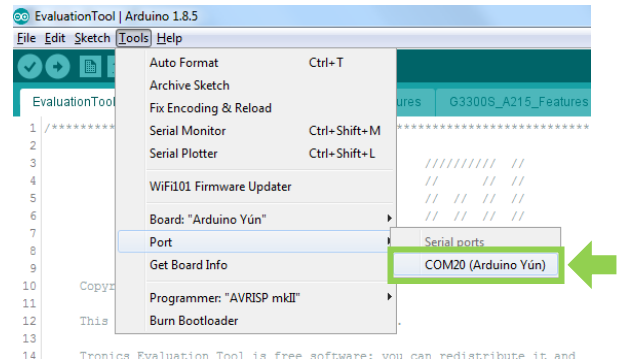 EvaluationTool | Arduino 1.8.5
File Edit Sketch Tools Help
EvaluationTool
ures G3300S_A215_Features
Auto Format Ctrl+T
Archive Sketch
Fix Encoding & Reload
Serial Monitor Ctrl+Shift+M
Serial Plotter Ctrl+Shift+L
WiFi101 Firmware Updater
Board: "Arduino Yún"
Port
Get Board Info
Programmer: "AVRISP mkII"
Burn Bootloader
Serial ports
COM20 (Arduino Yún)
1 /*********
2
3 ////////// //
4 // // //
5 // // // //
6 // // // //
7
8
9
10 Copyr
11
12 This .
13
14 Tronics Evaluation Tool is free software: you can redistribute it and